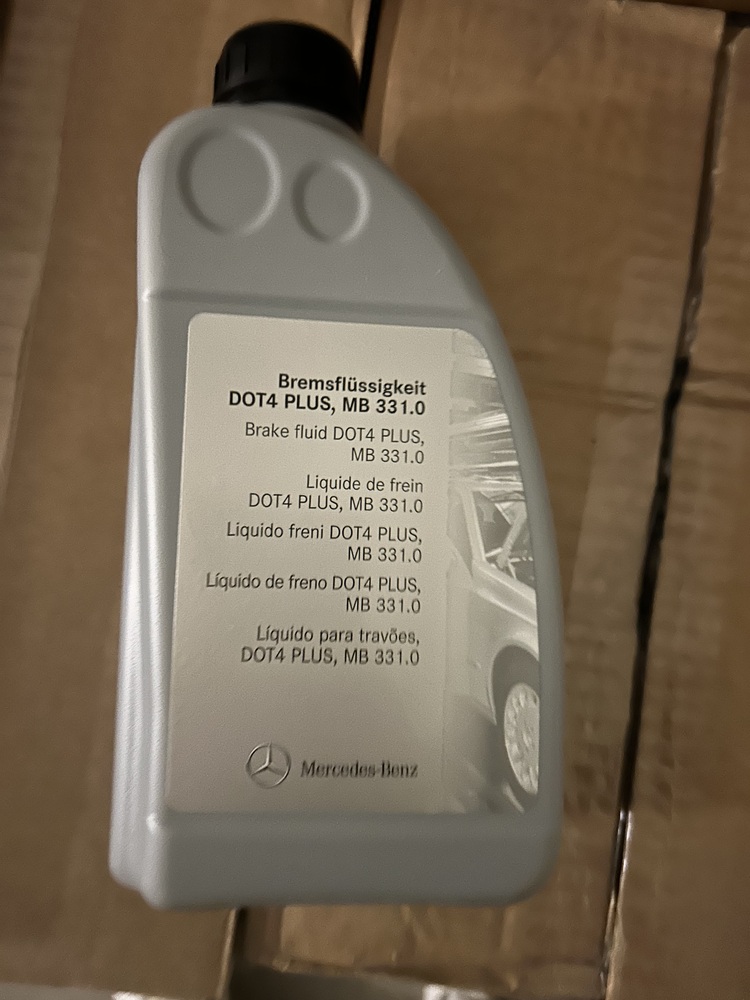 Bremsflüssigkeit
DOT4 PLUS, MB 331.0
Brake fluid DOT4 PLUS,
MB 331.0
Liquide de frein
DOT4 PLUS, MB 331.0
Liquido freni DOT4 PLUS,
MB 331.0
Líquido de freno DOT4 PLUS,
MB 331.0
Líquido para travões,
DOT4 PLUS, MB 331.0
Mercedes-Benz